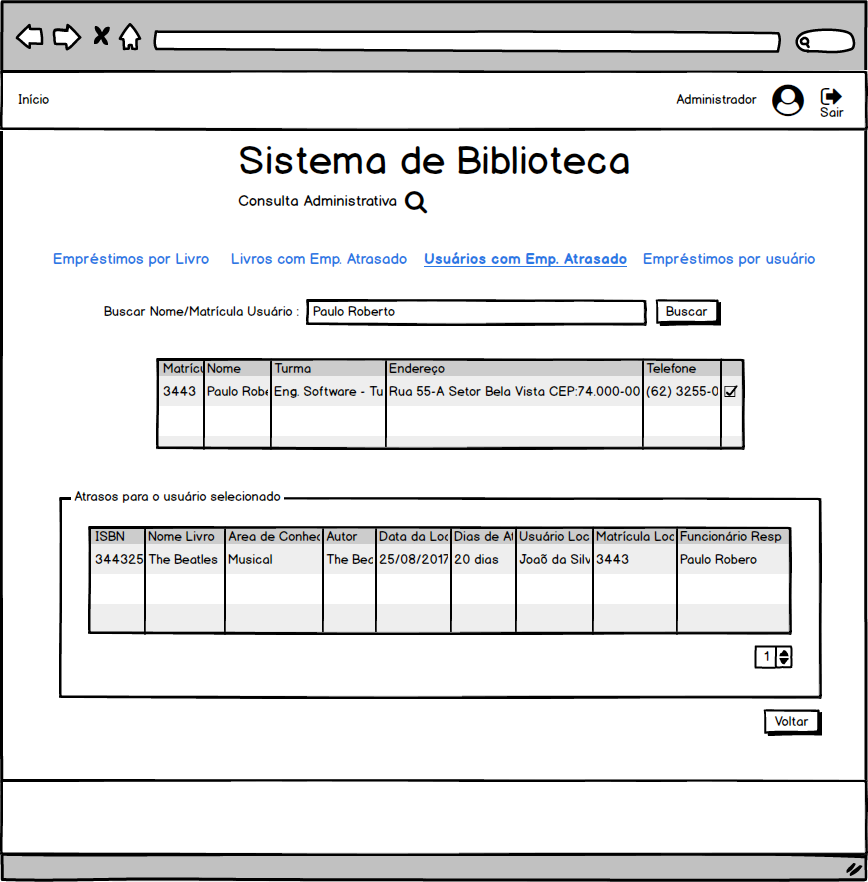 Início Administrador
Sair
Sistema de Biblioteca
Consulta Administrativa
Empréstimos por Livro Livros com Emp. Atrasado Usuários com Emp. Atrasado Empréstimos por usuário
Buscar Nome/Matrícula Usuário : Paulo Roberto Buscar
Matrícu Nome Turma Endereço Telefone
3443 Paulo Robe Eng. Software - Tu Rua 55-A Setor Bela Vista CEP:74.000-00 (62) 3255-0
Atrasos para o usuário selecionado
ISBN Nome Livro Area de Conhec Autor Data da Loc Dias de At Usuário Loc Matrícula Loc Funcionário Resp
344325 The Beatles Musical The Bea 25/08/2017 20 dias Joaõ da Silv 3443 Paulo Robero
1
Voltar